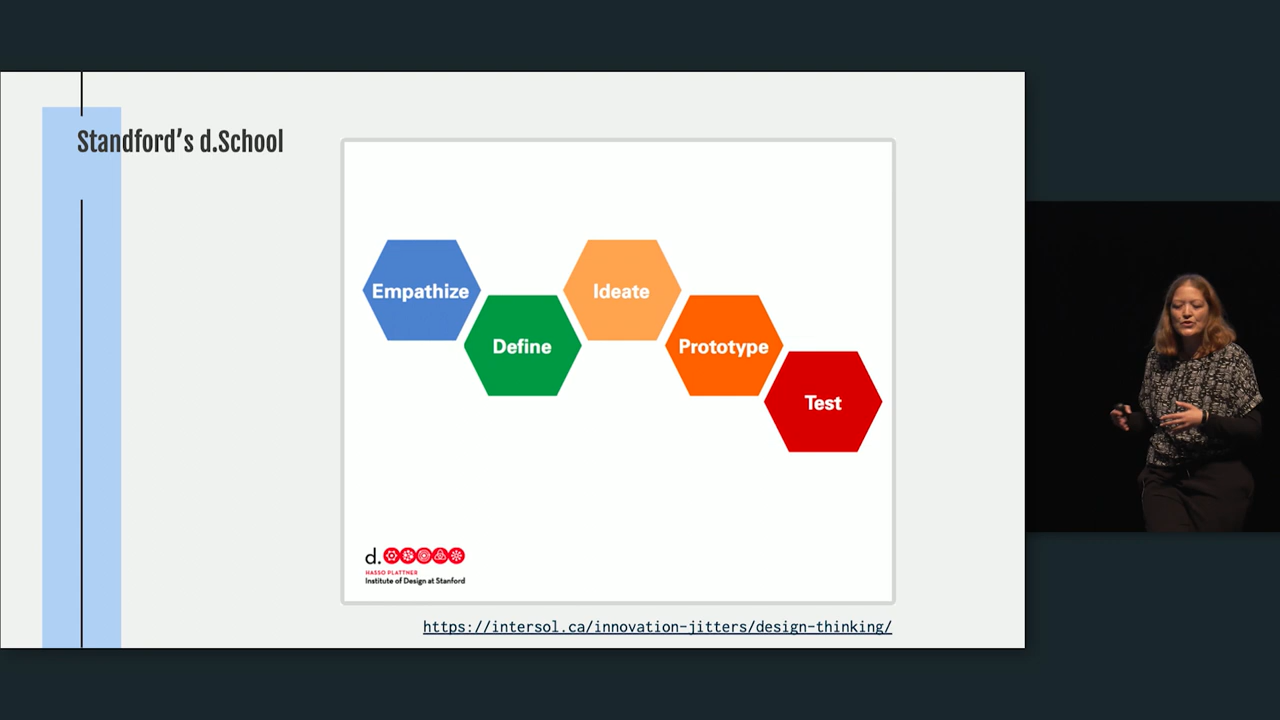 Standford's d.School
Empathize
Define
Ideate
Prototype
Test
d.
HASSO PLATTNER
Institute of Design at Stanford
https://intersol.ca/innovation-jitters/design-thinking/